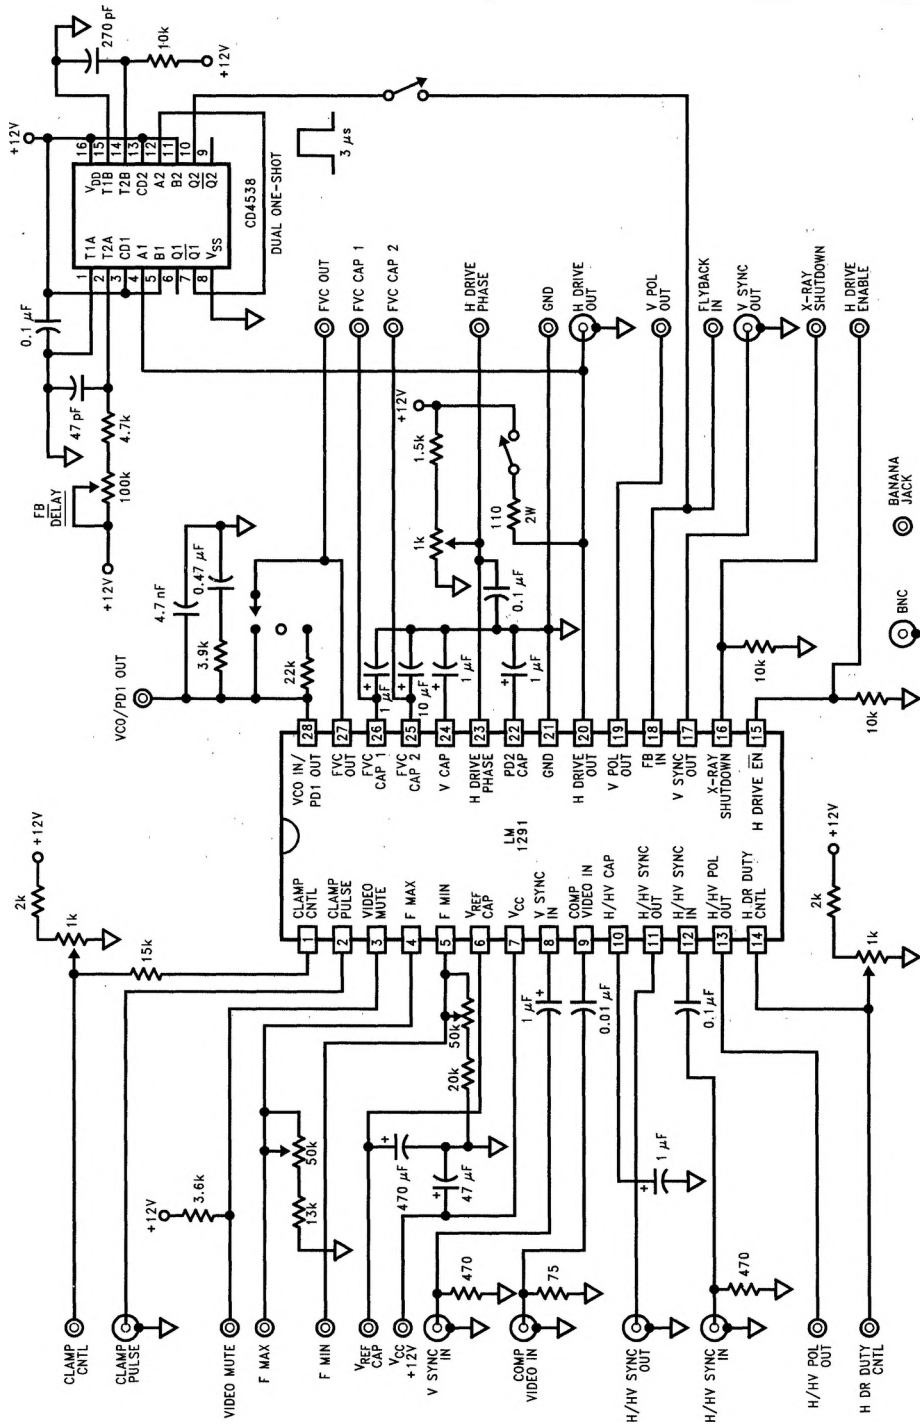 CLAMP
CNTL
CLAMP
PULSE
VIDEO MUTE
F MAX
F MIN
VREF
CAP
VCC
+12V
V SYNC
IN
COMP
VIDEO IN
H/HV SYNC
OUT
H/HV SYNC
IN
H/HV POL
OUT
H DR DUTY
CNTL
2k
+12V
1k
15k
+12V
3.6k
50k
13k
470 µF
47 µF
20k
50k
470
75
1 µF
+
0.01 µF
1 µF
+
0.1 µF
470
2k
+12V
1k
1
CLAMP
CNTL
2
CLAMP
PULSE
3
VIDEO
MUTE
4
F MAX
5
F MIN
6
VREF
CAP
7
VCC
8
V SYNC
IN
9
COMP
VIDEO IN
10
H/HV CAP
11
H/HV SYNC
OUT
12
H/HV SYNC
IN
13
H/HV POL
OUT
14
H DR DUTY
CNTL
LM
1291
28
VCO IN/
PD1 OUT
27
FVC
OUT
26
FVC
CAP 1
25
FVC
CAP 2
24
V CAP
23
H DRIVE
PHASE
22
PD2
CAP
21
GND
20
H DRIVE
OUT
19
V POL
OUT
18
FB
IN
17
V SYNC
OUT
16
X-RAY
SHUTDOWN
15
H DRIVE EN
VCO/PD1 OUT
4.7 nF
0.47 µF
3.9k
22k
+
1 µF
+
10 µF
+
1 µF
+
1 µF
0.1 µF
1k
1.5k
+12V
110
2W
10k
10k
+12V
FB
DELAY
100k
4.7k
47 pF
0.1 µF
+12V
1
T1A
2
T2A
3
CD1
4
A1
5
B1
6
Q1
7
Q1
8
VSS
16
VDD
15
T1B
14
T2B
13
CD2
12
A2
11
B2
10
Q2
9
Q2
CD4538
DUAL ONE-SHOT
270 pF
10k
+12V
3 µs
FVC OUT
FVC CAP 1
FVC CAP 2
H DRIVE
PHASE
GND
H DRIVE
OUT
V POL
OUT
FLYBACK
IN
V SYNC
OUT
X-RAY
SHUTDOWN
H DRIVE
ENABLE
BNC
BANANA
JACK